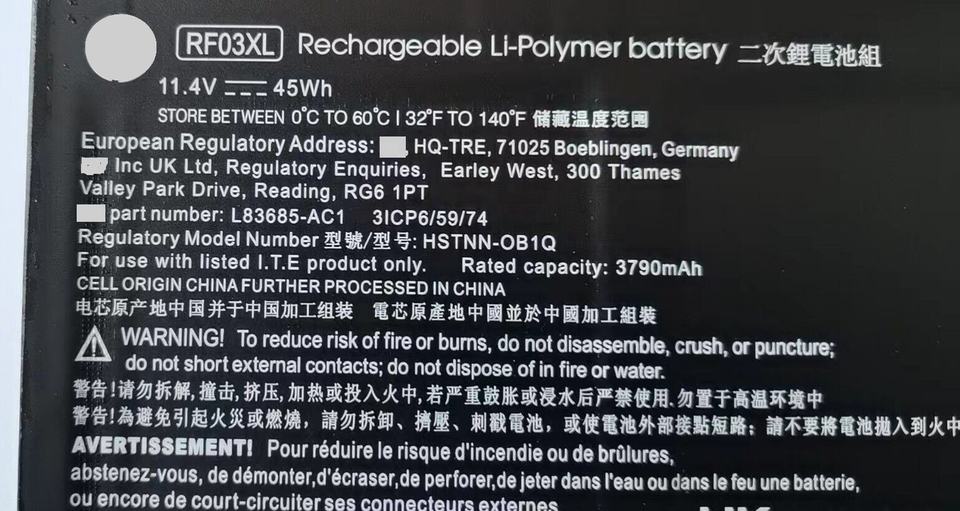 RF03XL Rechargeable Li-Polymer battery 二次鋰電池組
11.4V 45Wh
STORE BETWEEN 0°C TO 60°C I 32°F TO 140°F 储藏温度范围
European Regulatory Address: , HQ-TRE, 71025 Boeblingen, Germany
Inc UK Ltd, Regulatory Enquiries, Earley West, 300 Thames
Valley Park Drive, Reading, RG6 1PT
part number: L83685-AC1 3ICP6/59/74
Regulatory Model Number 型號/型号: HSTNN-OB1Q
For use with listed I.T.E product only. Rated capacity: 3790mAh
CELL ORIGIN CHINA FURTHER PROCESSED IN CHINA
电芯原产地中国并于中国加工组装 電芯原產地中國並於中國加工組裝
WARNING! To reduce risk of fire or burns, do not disassemble, crush, or puncture;
do not short external contacts; do not dispose of in fire or water.
警告!请勿拆解,撞击,挤压,加热或投入火中,若严重鼓胀或浸水后严禁使用.勿置于高温环境中
警告!為避免引起火災或燃燒，請勿拆卸、擠壓、刺戳電池，或使電池外部接點短路；請不要將電池拋入到火中
AVERTISSEMENT! Pour réduire le risque d'incendie ou de brûlures,
abstenez-vous, de démonter,d'écraser,de perforer,de jeter dans l'eau ou dans le feu une batterie,
ou encore de court-circuiter ses connecteurs externes